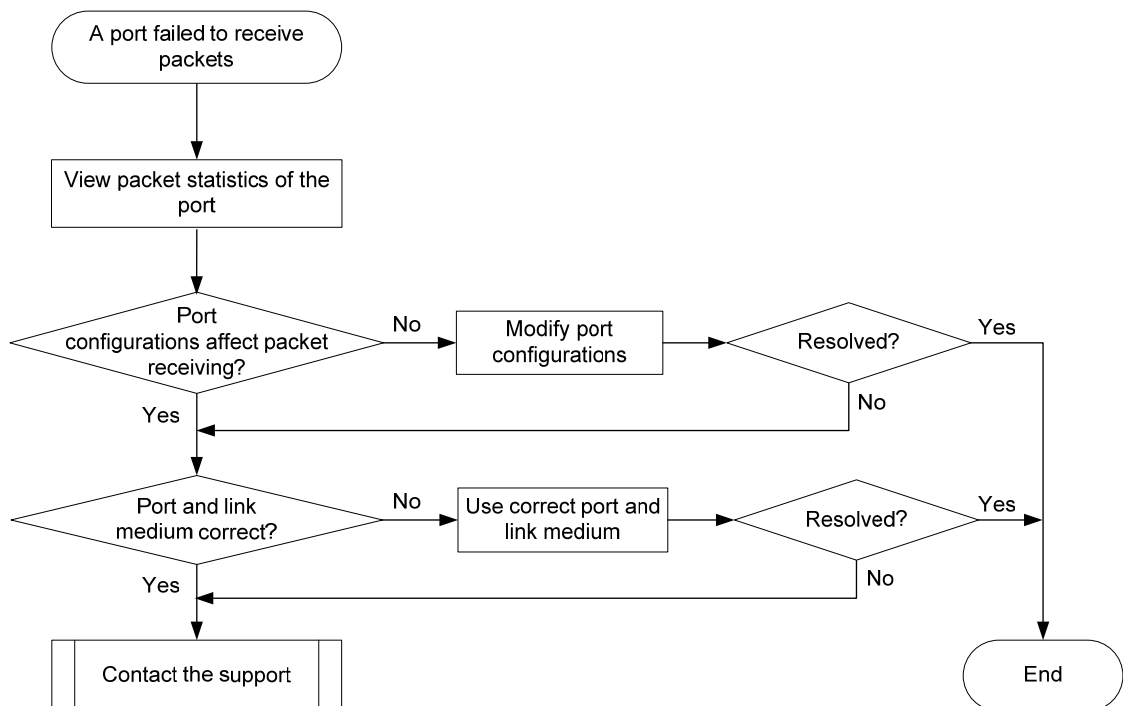 A port failed to receive
packets
View packet statistics of the
port
Port
configurations affect packet
receiving?
No
Modify port
configurations
Resolved?
Yes
No
Yes
Port and link
medium correct?
No
Use correct port and
link medium
Resolved?
Yes
No
Yes
Contact the support
End